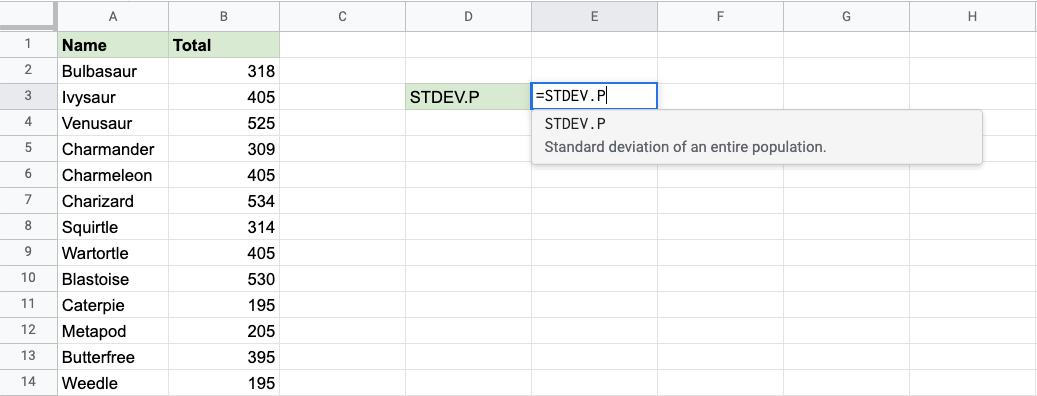 A B C D E F G H
1 Name Total
2 Bulbasaur 318
3 Ivysaur 405 STDEV.P =STDEV.P
4 Venusaur 525 STDEV.P
5 Charmander 309 Standard deviation of an entire population.
6 Charmeleon 405
7 Charizard 534
8 Squirtle 314
9 Wartortle 405
10 Blastoise 530
11 Caterpie 195
12 Metapod 205
13 Butterfree 395
14 Weedle 195